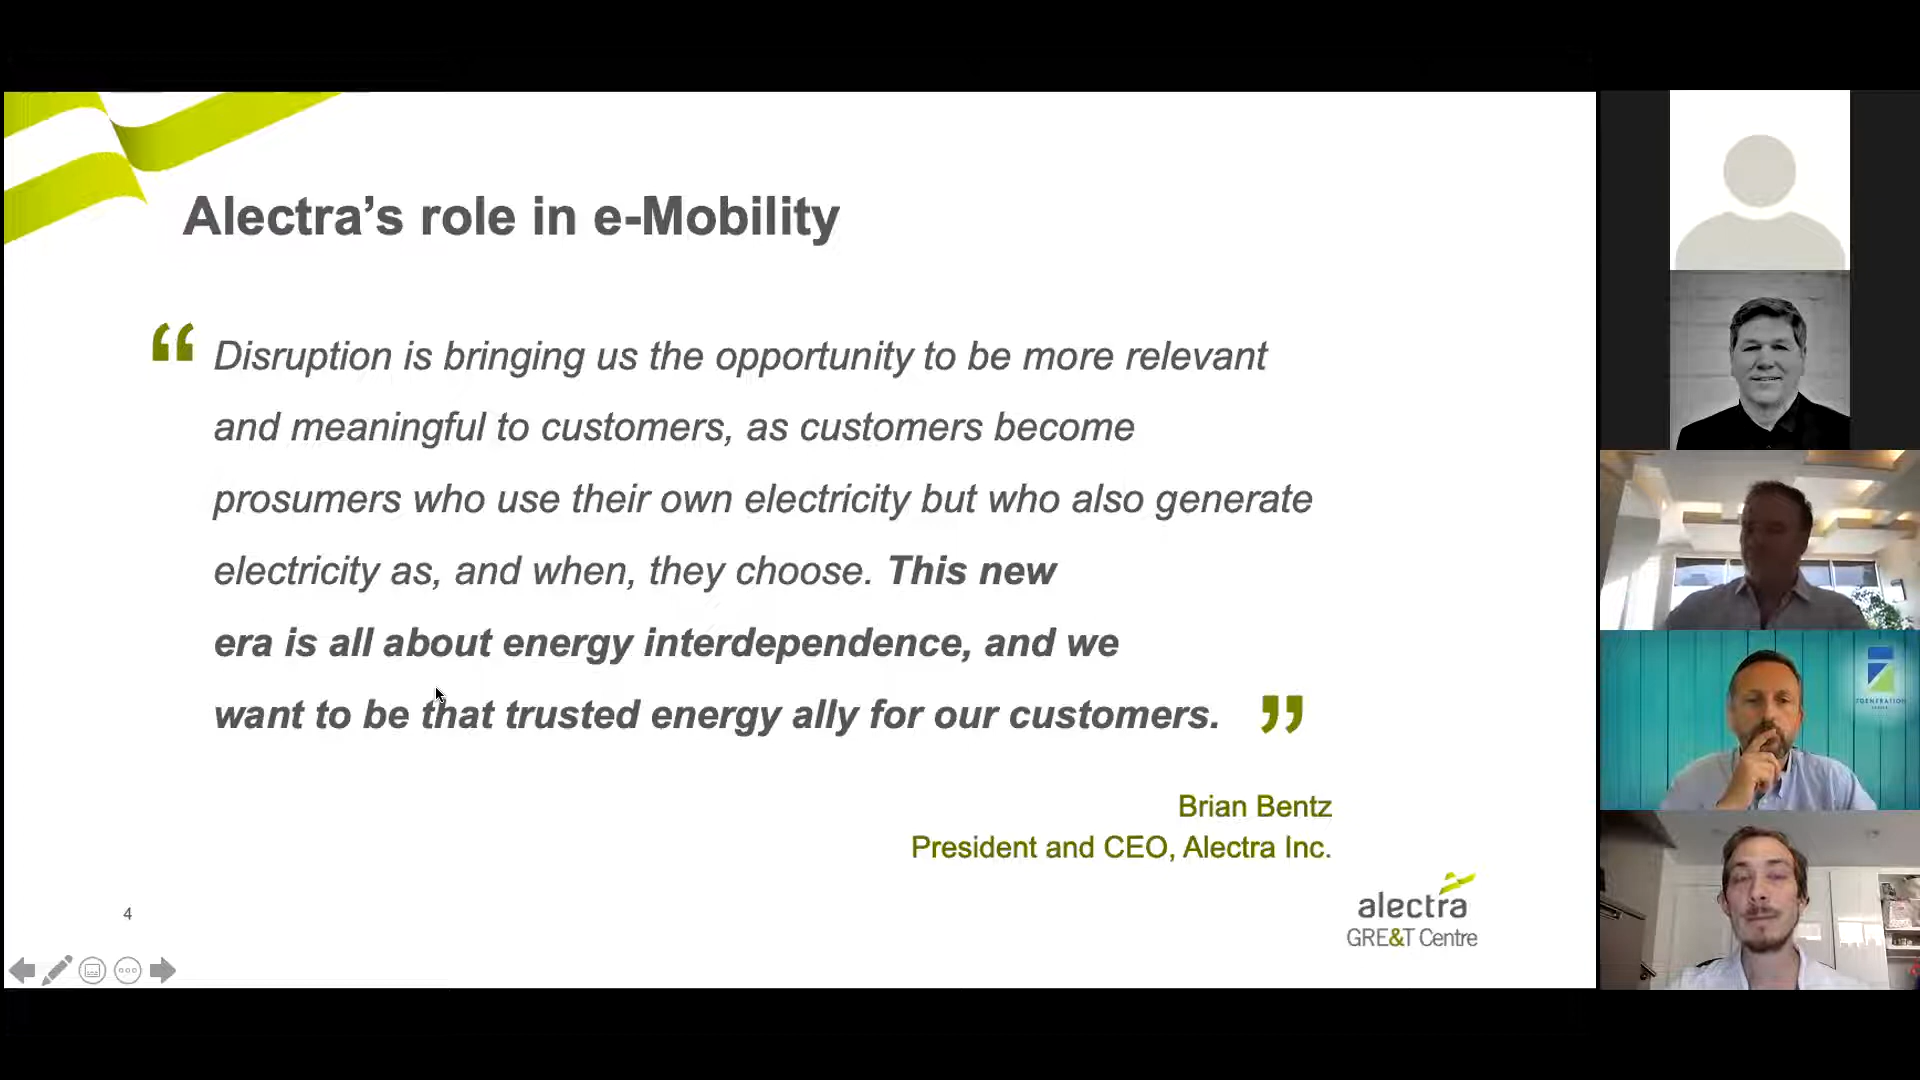 Alectra’s role in e-Mobility
“ Disruption is bringing us the opportunity to be more relevant
and meaningful to customers, as customers become
prosumers who use their own electricity but who also generate
electricity as, and when, they choose. This new
era is all about energy interdependence, and we
want to be that trusted energy ally for our customers. ”
Brian Bentz
President and CEO, Alectra Inc.
alectra
GRE&T Centre
4